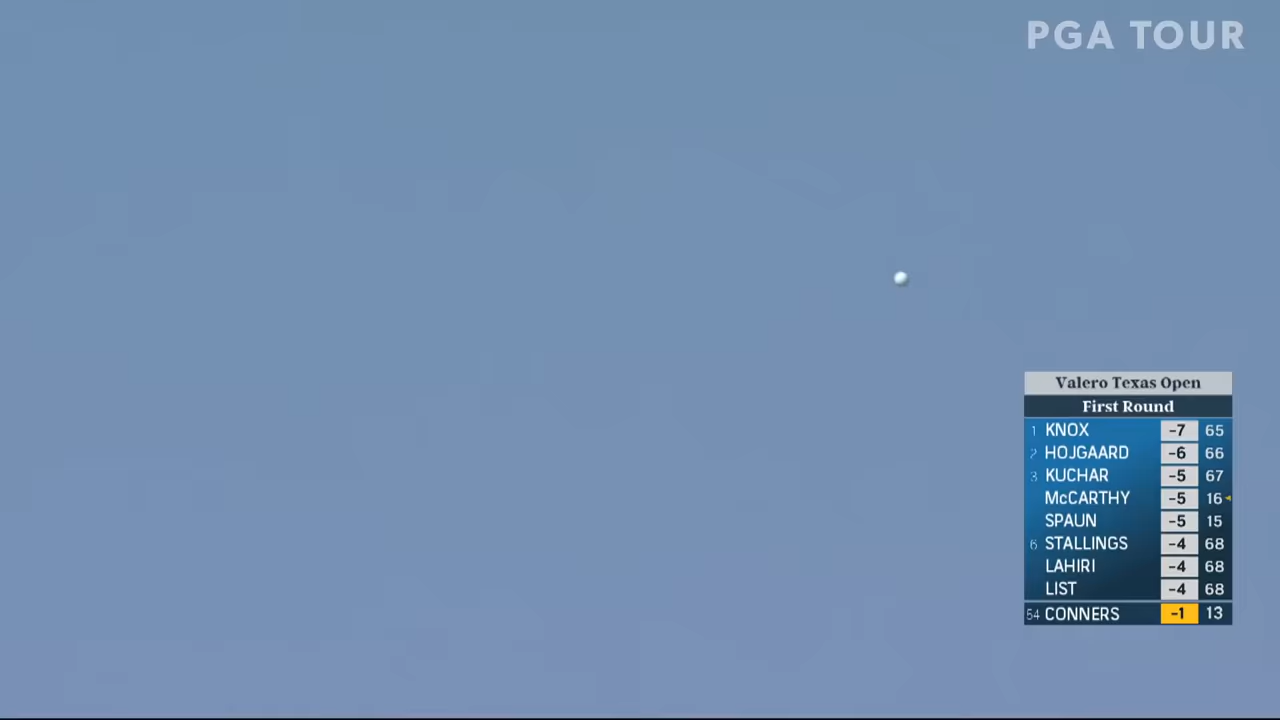 PGA TOUR
Valero Texas Open
First Round
1 KNOX -7 65
2 HOJGAARD -6 66
3 KUCHAR -5 67
McCARTHY -5 16
SPAUN -5 15
6 STALLINGS -4 68
LAHIRI -4 68
LIST -4 68
54 CONNERS -1 13